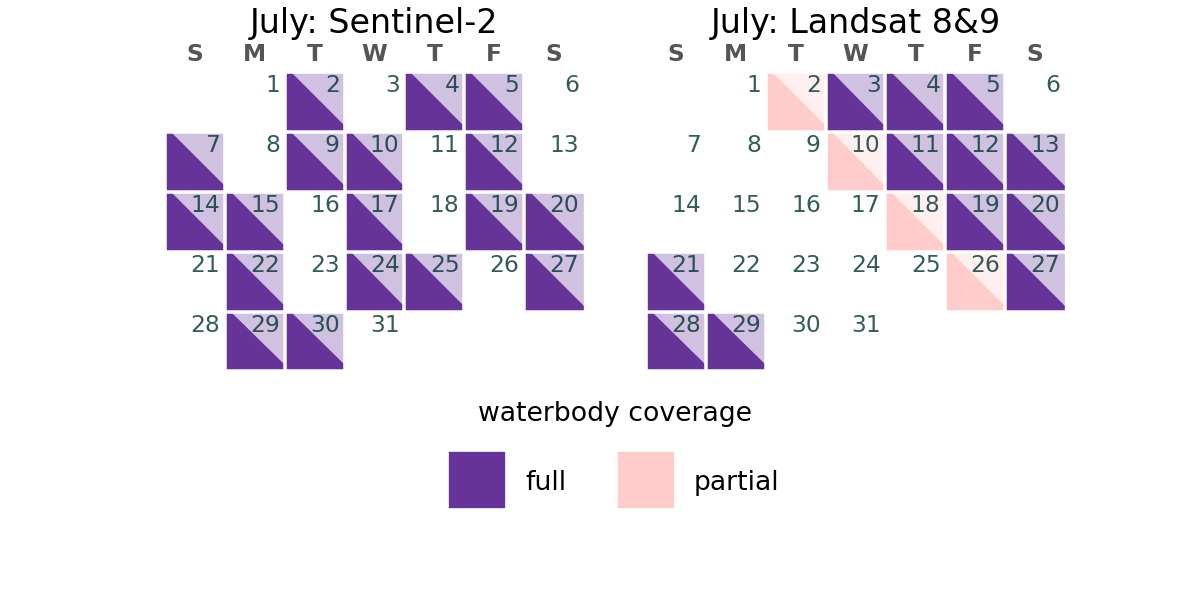 July: Sentinel-2
S M T W T F S
1 2 3 4 5 6
7 8 9 10 11 12 13
14 15 16 17 18 19 20
21 22 23 24 25 26 27
28 29 30 31
July: Landsat 8&9
S M T W T F S
1 2 3 4 5 6
7 8 9 10 11 12 13
14 15 16 17 18 19 20
21 22 23 24 25 26 27
28 29 30 31
waterbody coverage
full partial